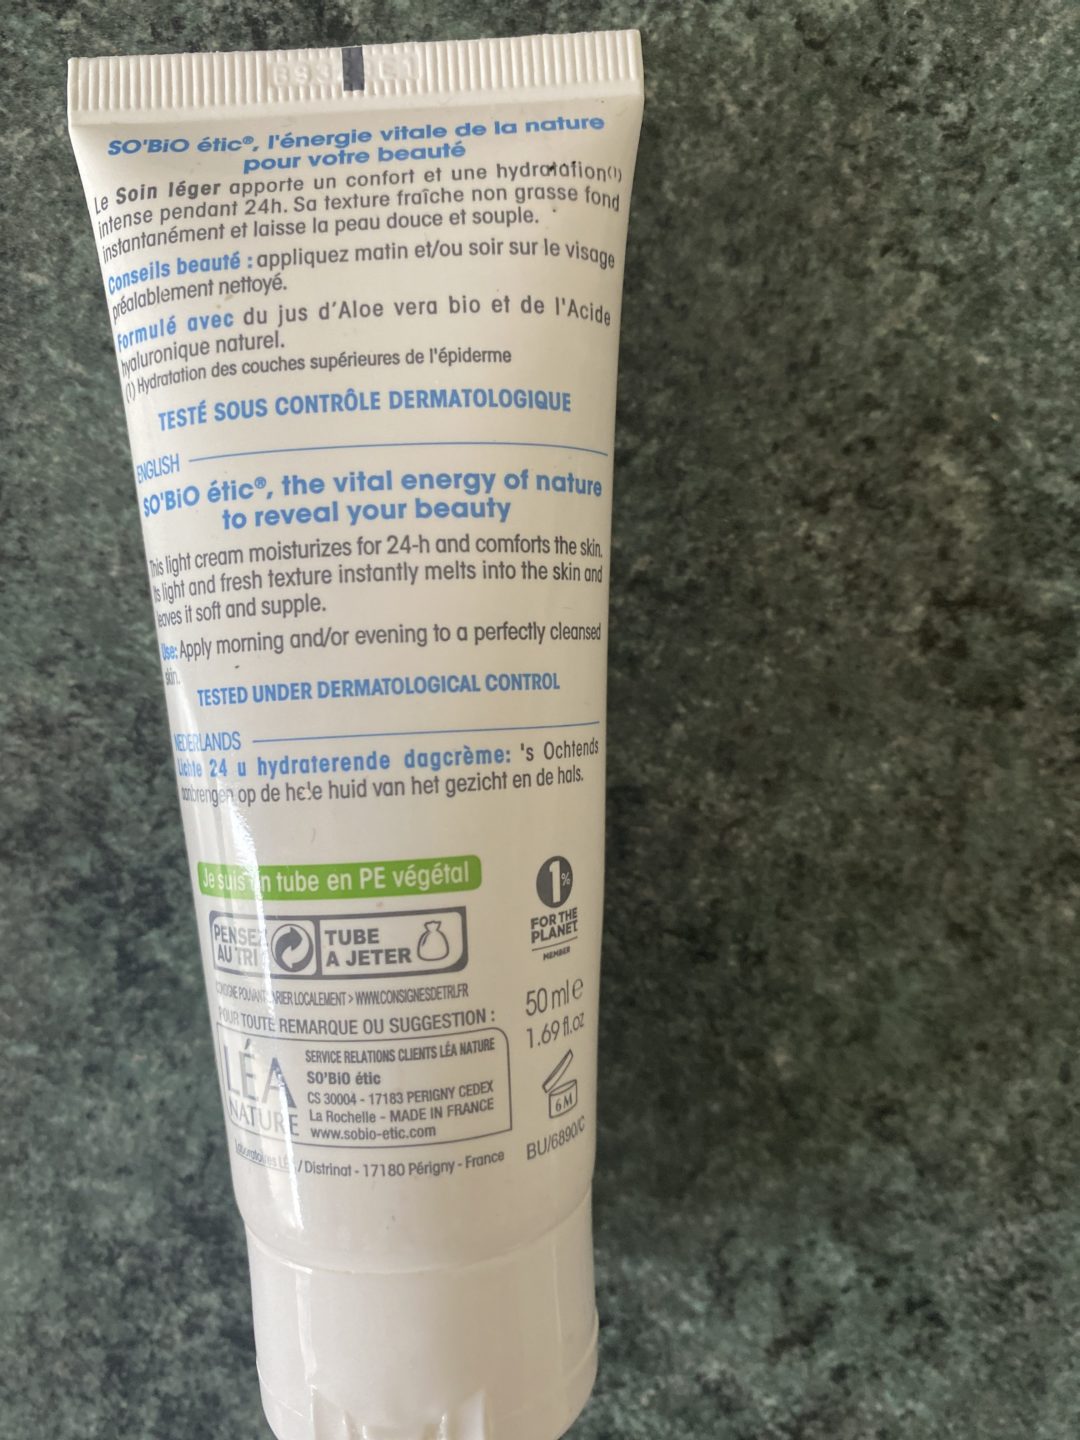 SO'BiO étic®, l'énergie vitale de la nature
pour votre beauté
Le Soin léger apporte un confort et une hydratation(1)
intense pendant 24h. Sa texture fraîche non grasse fond
instantanément et laisse la peau douce et souple.
Conseils beauté : appliquez matin et/ou soir sur le visage
préalablement nettoyé.
Formulé avec du jus d'Aloe vera bio et de l'Acide
hyaluronique naturel.
(1) Hydratation des couches supérieures de l'épiderme
TESTÉ SOUS CONTRÔLE DERMATOLOGIQUE
ENGLISH
SO'BiO étic®, the vital energy of nature
to reveal your beauty
This light cream moisturizes for 24-h and comforts the skin.
Its light and fresh texture instantly melts into the skin and
leaves it soft and supple.
Use: Apply morning and/or evening to a perfectly cleansed
skin.
TESTED UNDER DERMATOLOGICAL CONTROL
NEDERLANDS
Lichte 24 u hydraterende dagcrème: 's Ochtends
aanbrengen op de hele huid van het gezicht en de hals.
Je suis un tube en PE végétal
1%
FOR THE
PLANET
MEMBER
PENSEZ
AU TRI
TUBE
A JETER
CONSIGNE POUVANT VARIER LOCALEMENT > WWW.CONSIGNESDETRI.FR
50 ml e
1.69 fl.oz
POUR TOUTE REMARQUE OU SUGGESTION :
LÉA
NATURE
SERVICE RELATIONS CLIENTS LÉA NATURE
SO'BiO étic
CS 30004 - 17183 PERIGNY CEDEX
La Rochelle - MADE IN FRANCE
www.sobio-etic.com
6M
BU/6890/C
Laboratoires LEA / Distrinat - 17180 Périgny - France